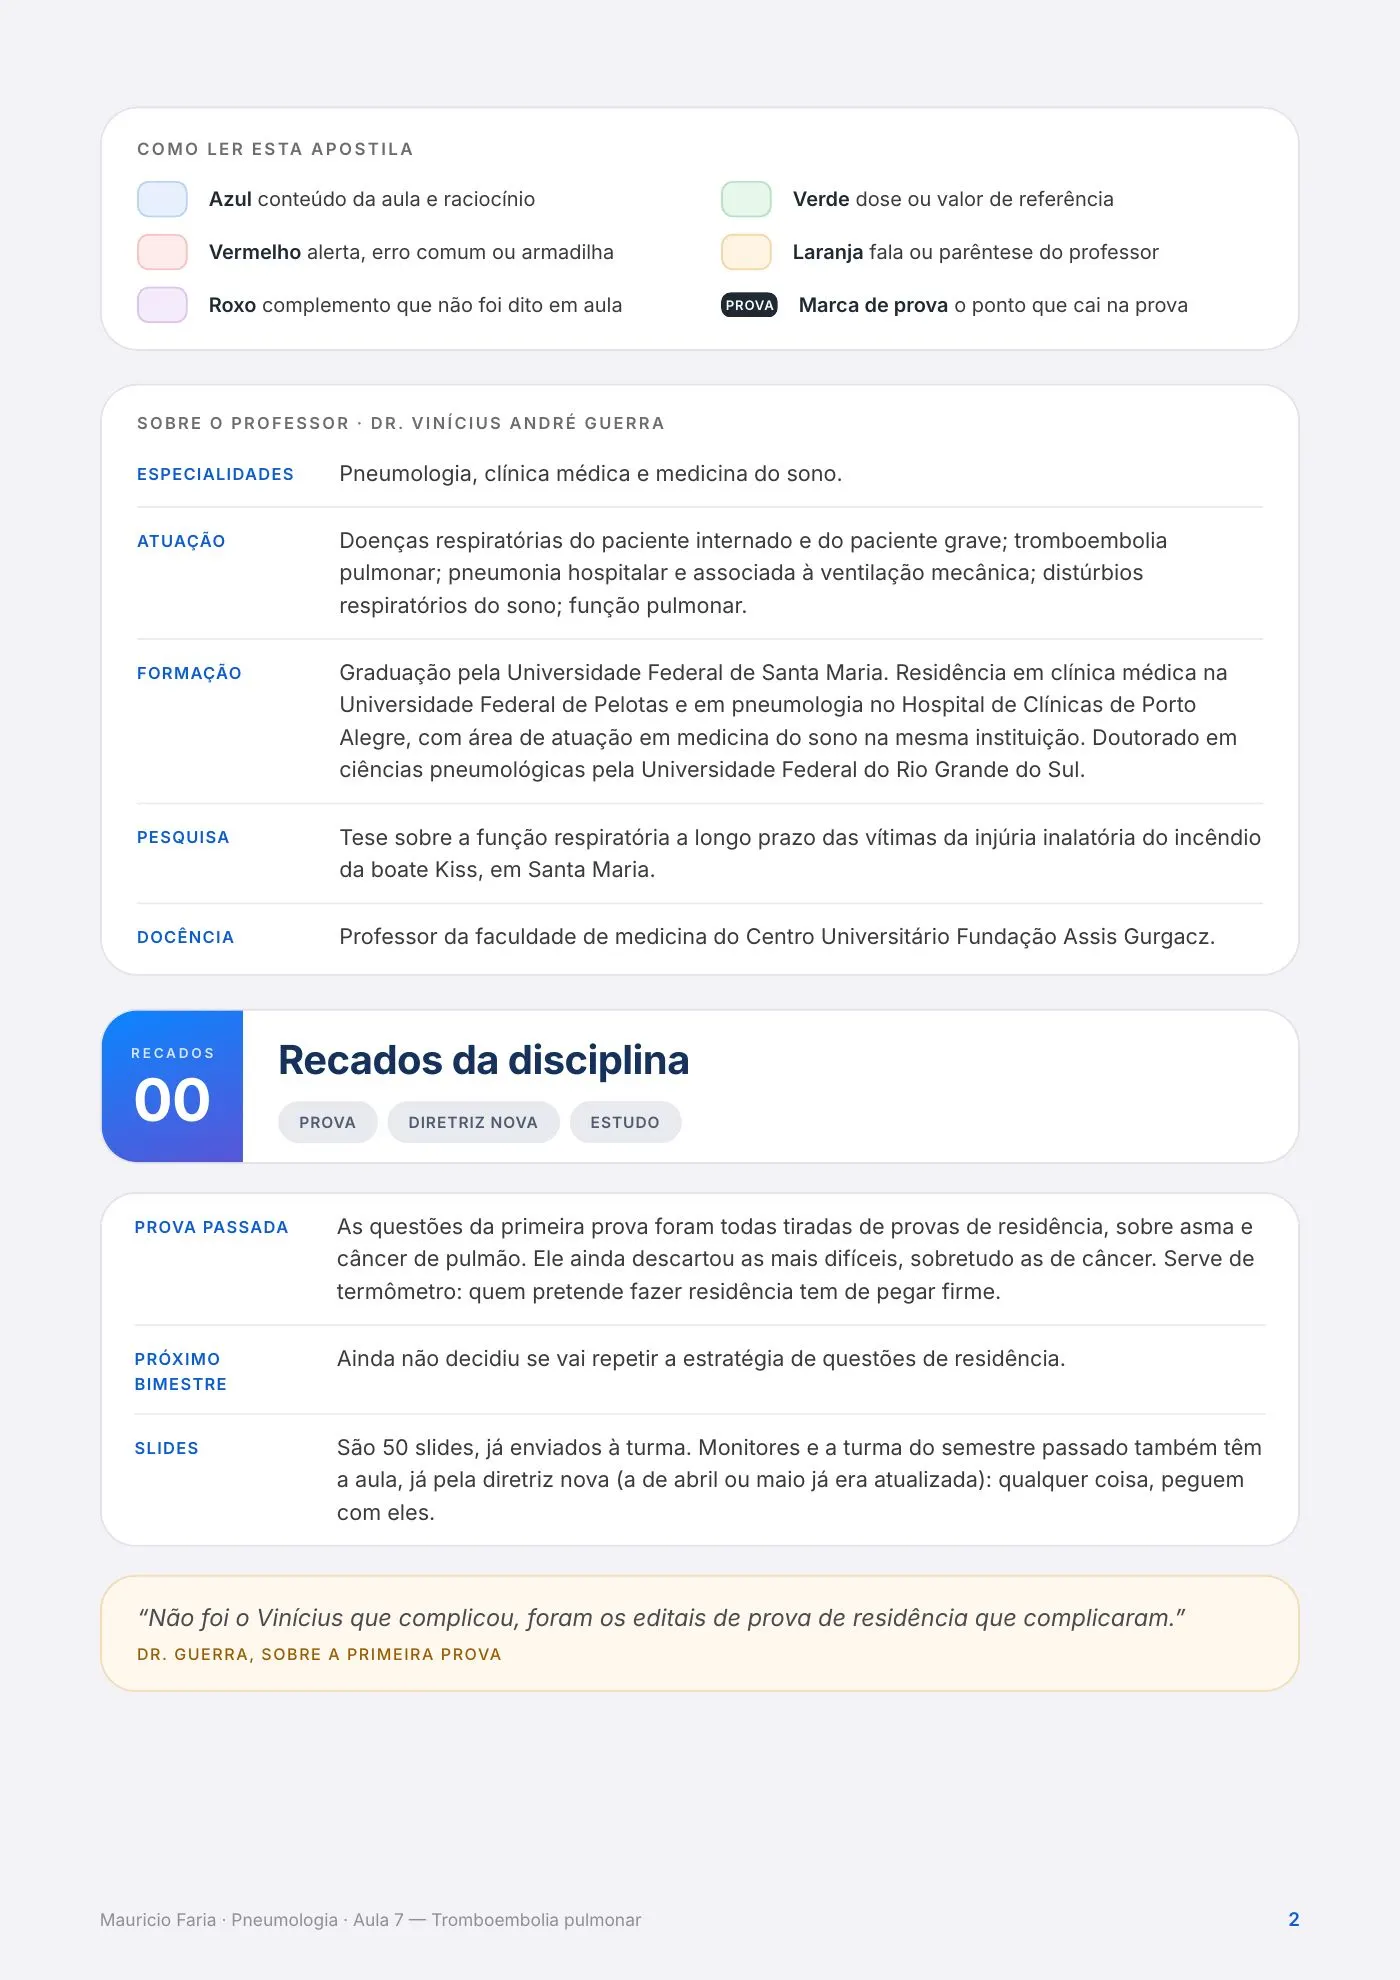 COMO LER ESTA APOSTILA
Azul conteúdo da aula e raciocínio
Verde dose ou valor de referência
Vermelho alerta, erro comum ou armadilha
Laranja fala ou parêntese do professor
Roxo complemento que não foi dito em aula
PROVA Marca de prova o ponto que cai na prova
SOBRE O PROFESSOR · DR. VINÍCIUS ANDRÉ GUERRA
ESPECIALIDADES Pneumologia, clínica médica e medicina do sono.
ATUAÇÃO Doenças respiratórias do paciente internado e do paciente grave; tromboembolia
pulmonar; pneumonia hospitalar e associada à ventilação mecânica; distúrbios
respiratórios do sono; função pulmonar.
FORMAÇÃO Graduação pela Universidade Federal de Santa Maria. Residência em clínica médica na
Universidade Federal de Pelotas e em pneumologia no Hospital de Clínicas de Porto
Alegre, com área de atuação em medicina do sono na mesma instituição. Doutorado em
ciências pneumológicas pela Universidade Federal do Rio Grande do Sul.
PESQUISA Tese sobre a função respiratória a longo prazo das vítimas da injúria inalatória do incêndio
da boate Kiss, em Santa Maria.
DOCÊNCIA Professor da faculdade de medicina do Centro Universitário Fundação Assis Gurgacz.
RECADOS
00
Recados da disciplina
PROVA DIRETRIZ NOVA ESTUDO
PROVA PASSADA As questões da primeira prova foram todas tiradas de provas de residência, sobre asma e
câncer de pulmão. Ele ainda descartou as mais difíceis, sobretudo as de câncer. Serve de
termômetro: quem pretende fazer residência tem de pegar firme.
PRÓXIMO
BIMESTRE
Ainda não decidiu se vai repetir a estratégia de questões de residência.
SLIDES São 50 slides, já enviados à turma. Monitores e a turma do semestre passado também têm
a aula, já pela diretriz nova (a de abril ou maio já era atualizada): qualquer coisa, peguem
com eles.
“Não foi o Vinícius que complicou, foram os editais de prova de residência que complicaram.”
DR. GUERRA, SOBRE A PRIMEIRA PROVA
Mauricio Faria · Pneumologia · Aula 7 — Tromboembolia pulmonar
2